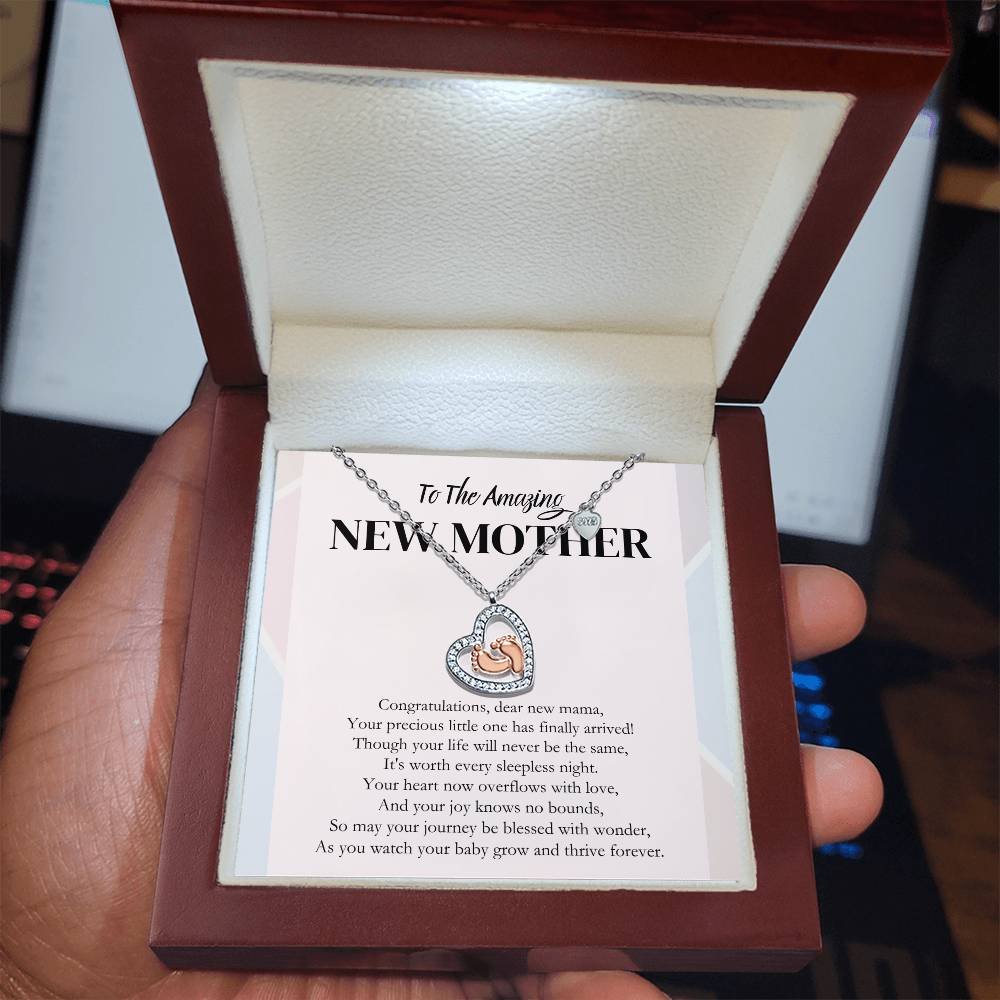 To The Amazing
NEW MOTHER
Congratulations, dear new mama,
Your precious little one has finally arrived!
Though your life will never be the same,
It's worth every sleepless night.
Your heart now overflows with love,
And your joy knows no bounds,
So may your journey be blessed with wonder,
As you watch your baby grow and thrive forever.